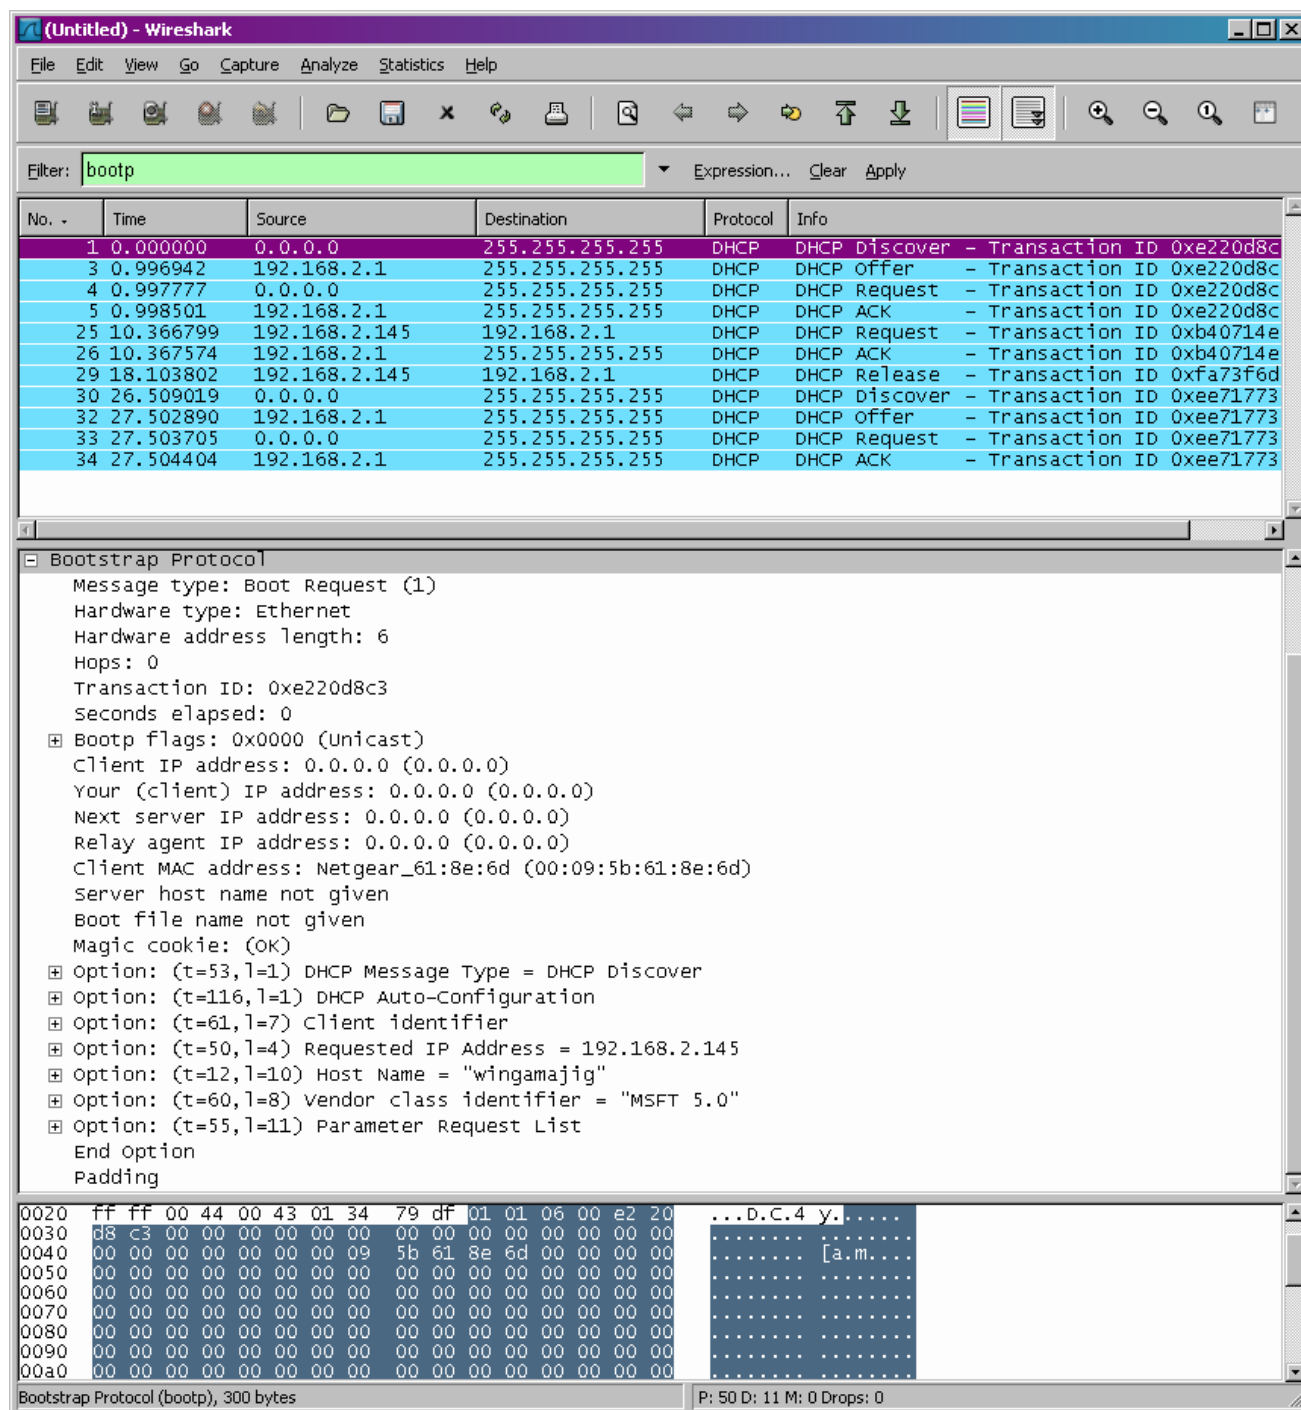 (Untitled) - Wireshark
File Edit View Go Capture Analyze Statistics Help
Filter: bootp Expression... Clear Apply
No. Time Source Destination Protocol Info
1 0.000000 0.0.0.0 255.255.255.255 DHCP DHCP Discover - Transaction ID 0xe220d8c
3 0.996942 192.168.2.1 255.255.255.255 DHCP DHCP Offer - Transaction ID 0xe220d8c
4 0.997777 0.0.0.0 255.255.255.255 DHCP DHCP Request - Transaction ID 0xe220d8c
5 0.998501 192.168.2.1 255.255.255.255 DHCP DHCP ACK - Transaction ID 0xe220d8c
25 10.366799 192.168.2.145 192.168.2.1 DHCP DHCP Request - Transaction ID 0xb40714e
26 10.367574 192.168.2.1 255.255.255.255 DHCP DHCP ACK - Transaction ID 0xb40714e
29 18.103802 192.168.2.145 192.168.2.1 DHCP DHCP Release - Transaction ID 0xfa73f6d
30 26.509019 0.0.0.0 255.255.255.255 DHCP DHCP Discover - Transaction ID 0xee71773
32 27.502890 192.168.2.1 255.255.255.255 DHCP DHCP Offer - Transaction ID 0xee71773
33 27.503705 0.0.0.0 255.255.255.255 DHCP DHCP Request - Transaction ID 0xee71773
34 27.504404 192.168.2.1 255.255.255.255 DHCP DHCP ACK - Transaction ID 0xee71773
Bootstrap Protocol
Message type: Boot Request (1)
Hardware type: Ethernet
Hardware address length: 6
Hops: 0
Transaction ID: 0xe220d8c3
Seconds elapsed: 0
Bootp flags: 0x0000 (Unicast)
Client IP address: 0.0.0.0 (0.0.0.0)
Your (client) IP address: 0.0.0.0 (0.0.0.0)
Next server IP address: 0.0.0.0 (0.0.0.0)
Relay agent IP address: 0.0.0.0 (0.0.0.0)
Client MAC address: Netgear_61:8e:6d (00:09:5b:61:8e:6d)
Server host name not given
Boot file name not given
Magic cookie: (OK)
Option: (t=53,l=1) DHCP Message Type = DHCP Discover
Option: (t=116,l=1) DHCP Auto-Configuration
Option: (t=61,l=7) Client identifier
Option: (t=50,l=4) Requested IP Address = 192.168.2.145
Option: (t=12,l=10) Host Name = "wingamajig"
Option: (t=60,l=8) Vendor class identifier = "MSFT 5.0"
Option: (t=55,l=11) Parameter Request List
End Option
Padding
0020 ff ff 00 44 00 43 01 34 79 df 01 01 06 00 e2 20 ...D.C.4 y......
0030 d8 c3 00 00 00 00 00 00 00 00 00 00 00 00 00 00 ........ ........
0040 00 00 00 00 00 00 00 09 5b 61 8e 6d 00 00 00 00 ........ [a.m....
0050 00 00 00 00 00 00 00 00 00 00 00 00 00 00 00 00 ........ ........
0060 00 00 00 00 00 00 00 00 00 00 00 00 00 00 00 00 ........ ........
0070 00 00 00 00 00 00 00 00 00 00 00 00 00 00 00 00 ........ ........
0080 00 00 00 00 00 00 00 00 00 00 00 00 00 00 00 00 ........ ........
0090 00 00 00 00 00 00 00 00 00 00 00 00 00 00 00 00 ........ ........
00a0 00 00 00 00 00 00 00 00 00 00 00 00 00 00 00 00 ........ ........
Bootstrap Protocol (bootp), 300 bytes P: 50 D: 11 M: 0 Drops: 0